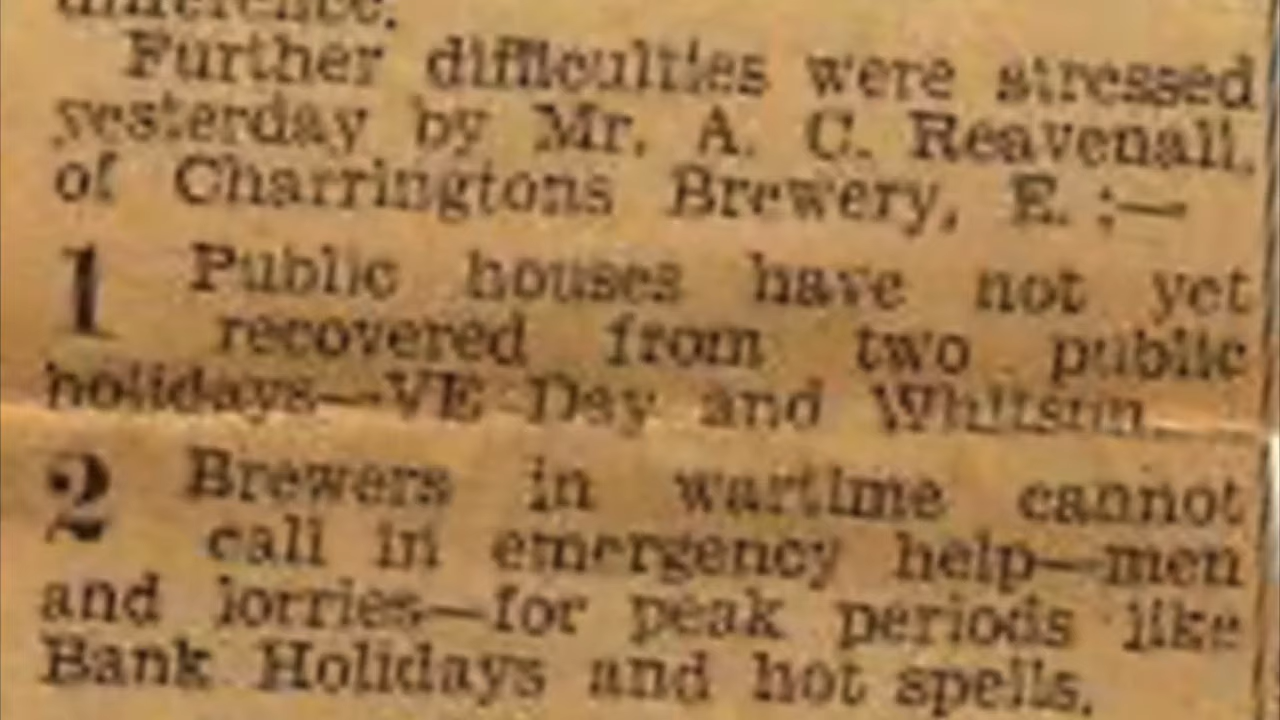 difference.
Further difficulties were stressed
yesterday by Mr. A. C. Reavenall,
of Charringtons Brewery, E. :—
1 Public houses have not yet
recovered from two public
holidays—VE Day and Whitsun.
2 Brewers in wartime cannot
call in emergency help—men
and lorries—for peak periods like
Bank Holidays and hot spells.